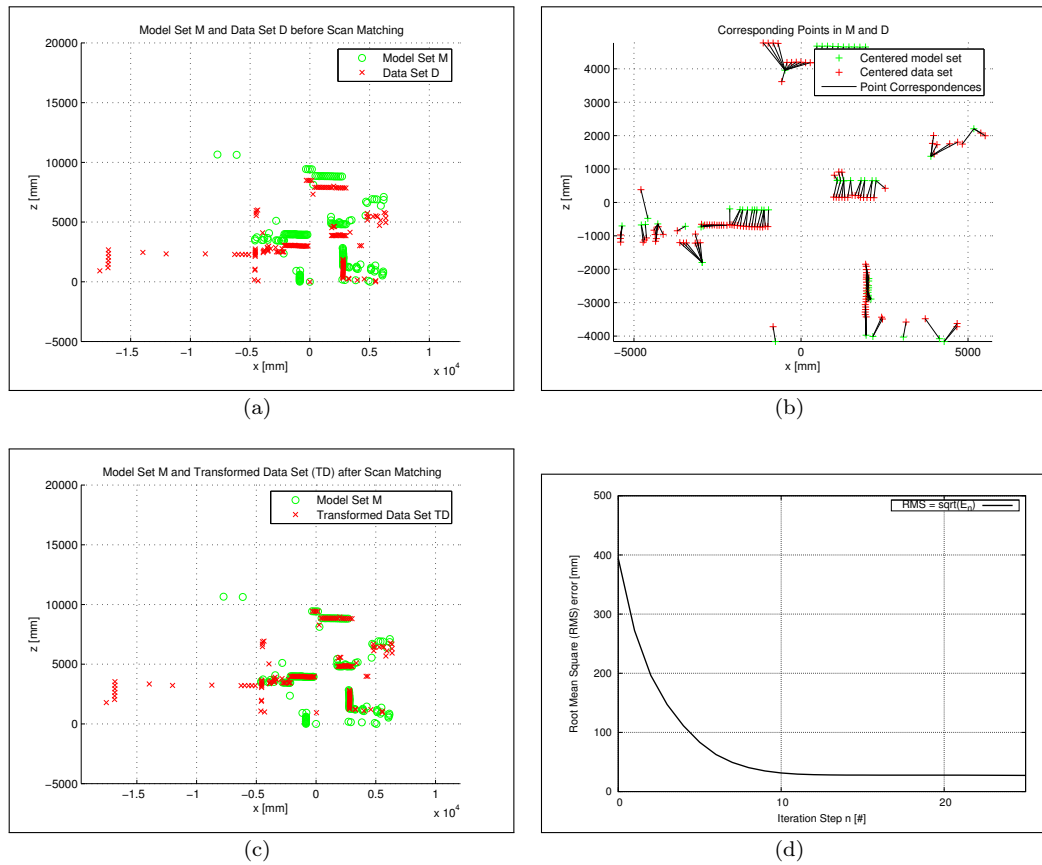 Model Set M and Data Set D before Scan Matching
20000
15000
10000
5000
0
−5000
z [mm]
Model Set M
Data Set D
−1.5 −1 −0.5 0 0.5 1
x [mm]
x 10^4
(a)
Corresponding Points in M and D
4000
3000
2000
1000
0
−1000
−2000
−3000
−4000
z [mm]
Centered model set
Centered data set
Point Correspondences
−5000 0 5000
x [mm]
(b)
Model Set M and Transformed Data Set (TD) after Scan Matching
20000
15000
10000
5000
0
−5000
z [mm]
Model Set M
Transformed Data Set TD
−1.5 −1 −0.5 0 0.5 1
x [mm]
x 10^4
(c)
500
400
300
200
100
0
Root Mean Square (RMS) error [mm]
RMS = sqrt(E_n)
0 10 20
Iteration Step n [#]
(d)